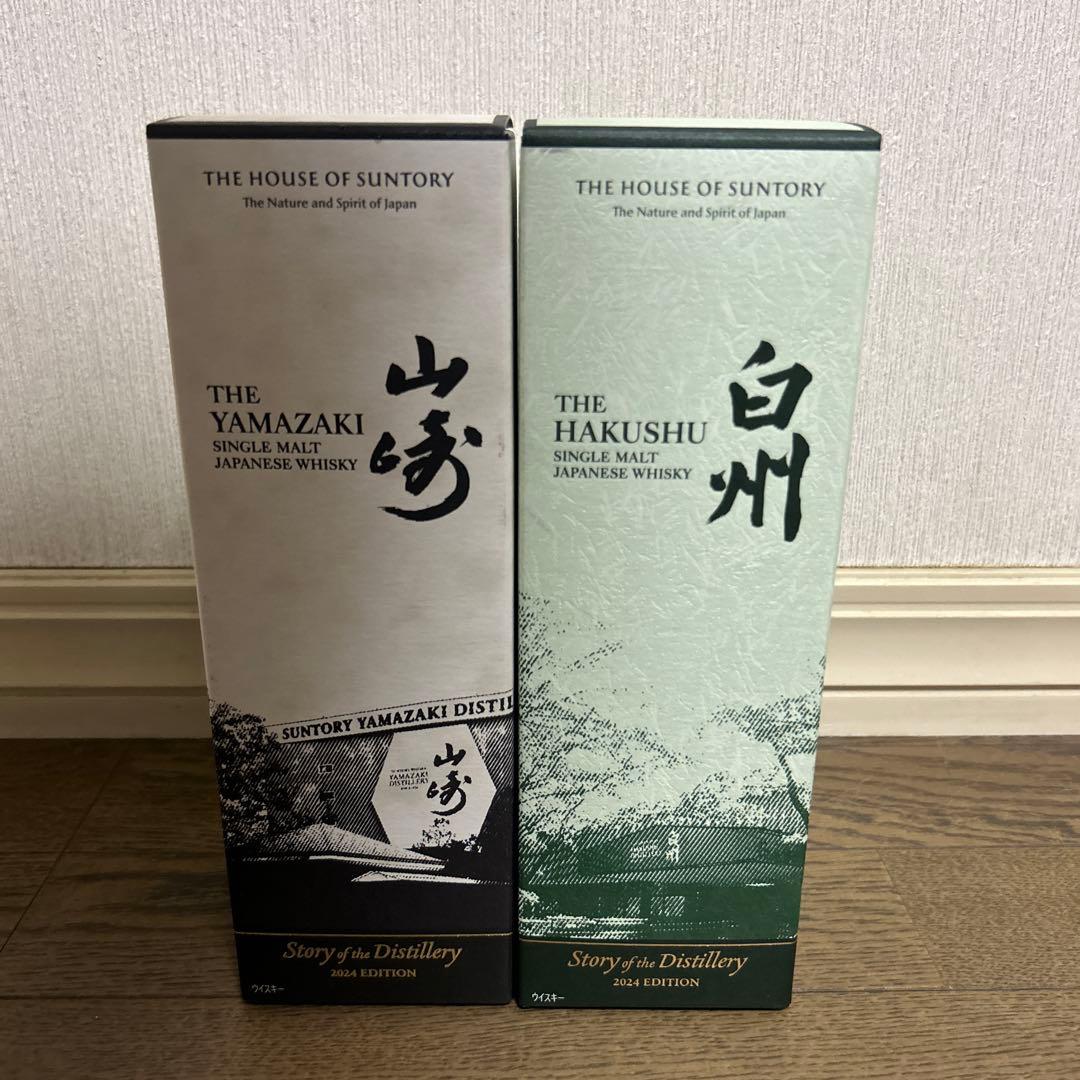 THE HOUSE OF SUNTORY
The Nature and Spirit of Japan
THE
YAMAZAKI
SINGLE MALT
JAPANESE WHISKY
山崎
SUNTORY YAMAZAKI DISTIL
YAMAZAKI
DISTILLERY
山崎
Story of the Distillery
2024 EDITION
ウイスキー
THE HOUSE OF SUNTORY
The Nature and Spirit of Japan
THE
HAKUSHU
SINGLE MALT
JAPANESE WHISKY
白州
白州
Story of the Distillery
2024 EDITION
ウイスキー